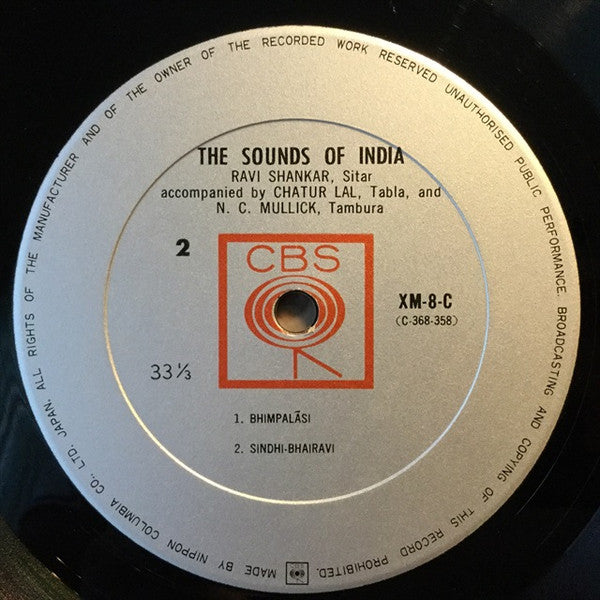 THE SOUNDS OF INDIA
RAVI SHANKAR, Sitar
accompanied by CHATUR LAL, Tabla, and
N. C. MULLICK, Tambura
2
CBS
XM-8-C
(C-368-358)
33⅓
1. BHIMPALĀSI
2. SINDHI-BHAIRAVI
MADE BY NIPPON COLUMBIA CO., LTD. JAPAN. ALL RIGHTS OF THE MANUFACTURER AND OF THE OWNER OF THE RECORDED WORK RESERVED UNAUTHORISED PUBLIC PERFORMANCE. BROADCASTING AND COPYING OF THIS RECORD PROHIBITED.